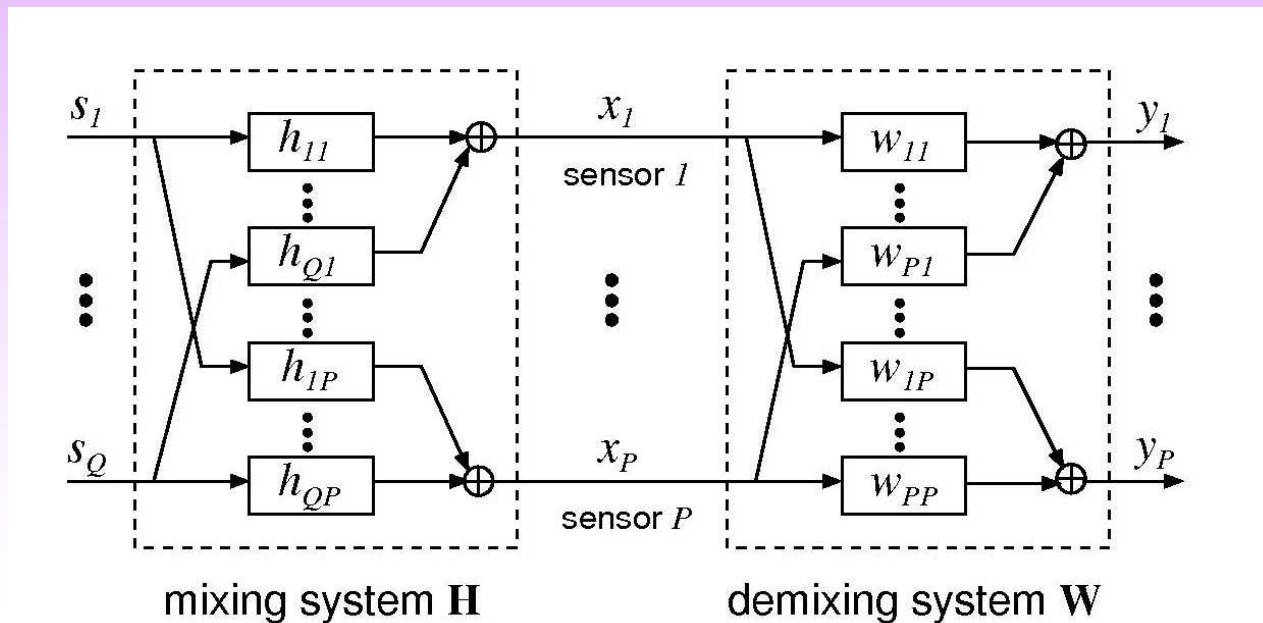 s1
h11
x1
w11
y1
sensor 1
hQ1
wP1
h1P
w1P
sQ
hQP
xP
wPP
yP
sensor P
mixing system H
demixing system W